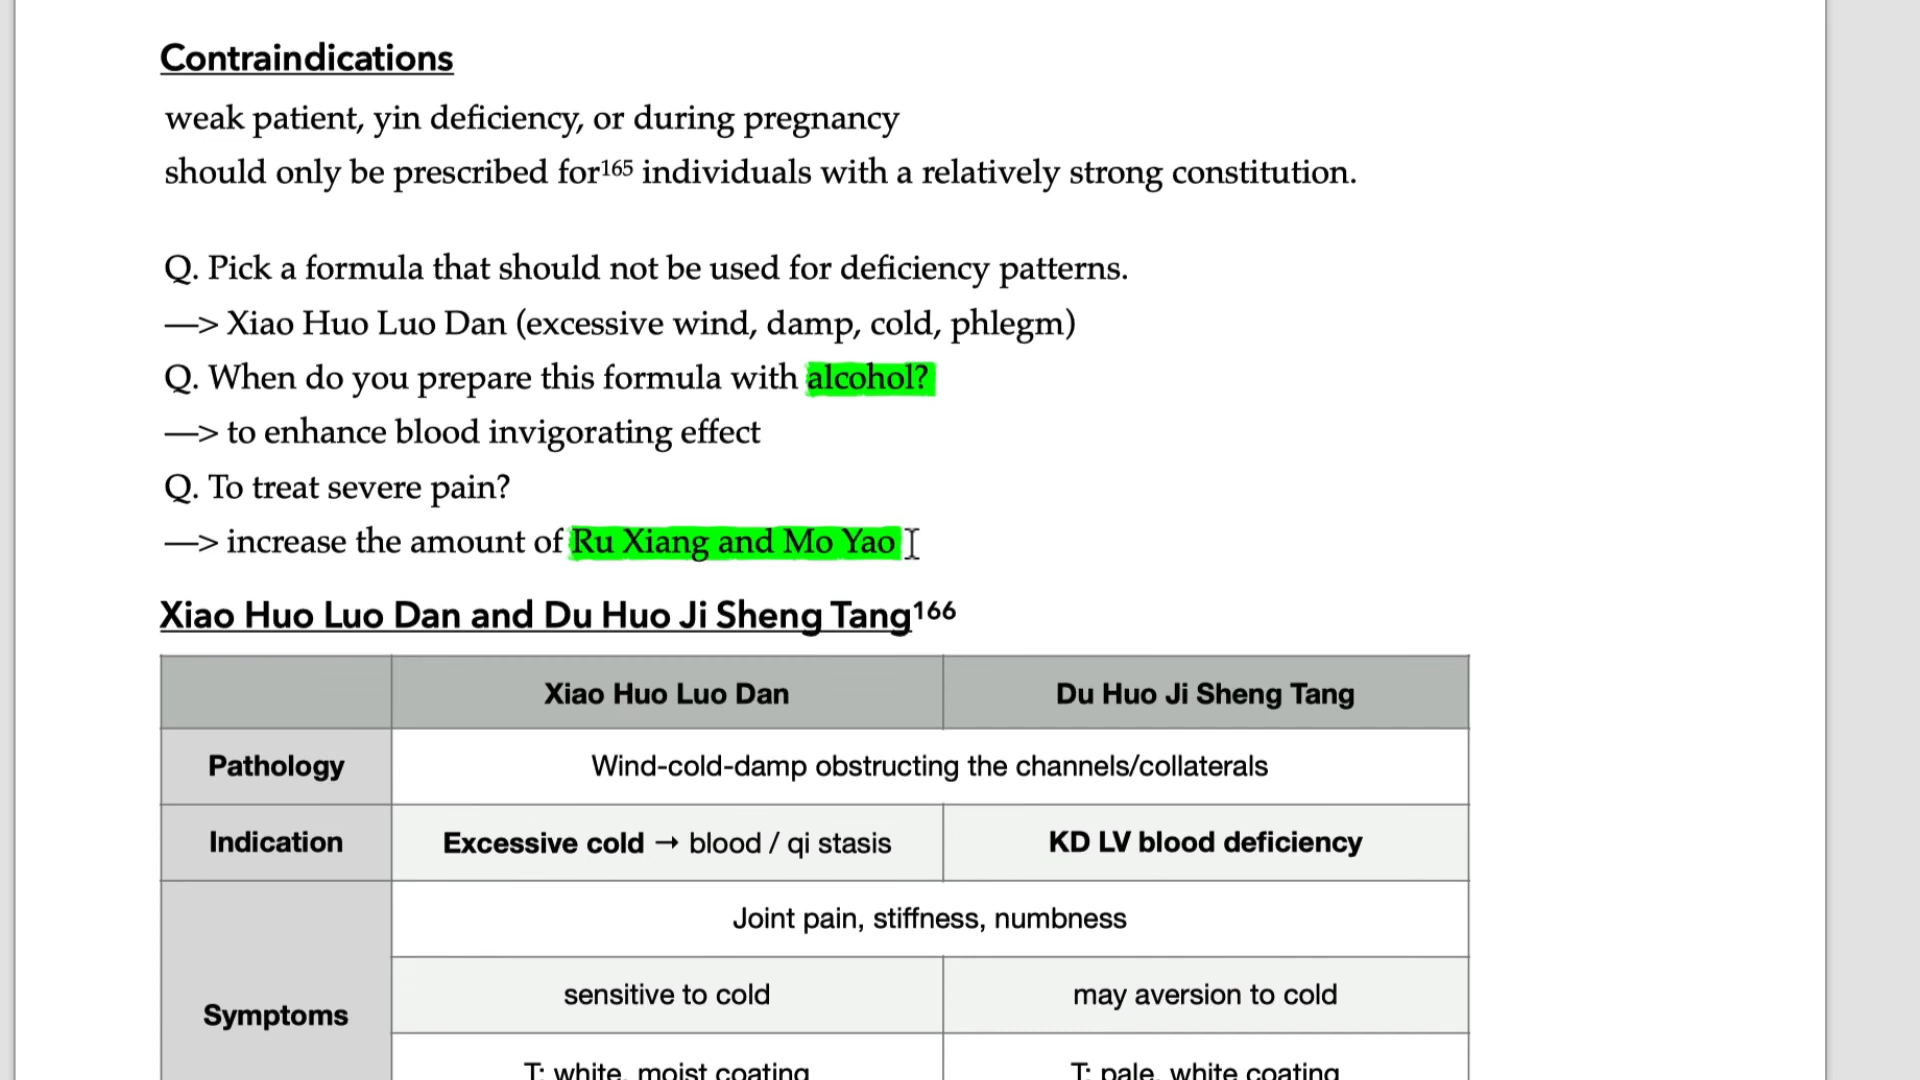 Contraindications
weak patient, yin deficiency, or during pregnancy
should only be prescribed for165 individuals with a relatively strong constitution.
Q. Pick a formula that should not be used for deficiency patterns.
—> Xiao Huo Luo Dan (excessive wind, damp, cold, phlegm)
Q. When do you prepare this formula with alcohol?
—> to enhance blood invigorating effect
Q. To treat severe pain?
—> increase the amount of Ru Xiang and Mo Yao
Xiao Huo Luo Dan and Du Huo Ji Sheng Tang166
Xiao Huo Luo Dan Du Huo Ji Sheng Tang
Pathology Wind-cold-damp obstructing the channels/collaterals
Indication Excessive cold → blood / qi stasis KD LV blood deficiency
Joint pain, stiffness, numbness
sensitive to cold may aversion to cold
Symptoms
T: white, moist coating T: pale, white coating